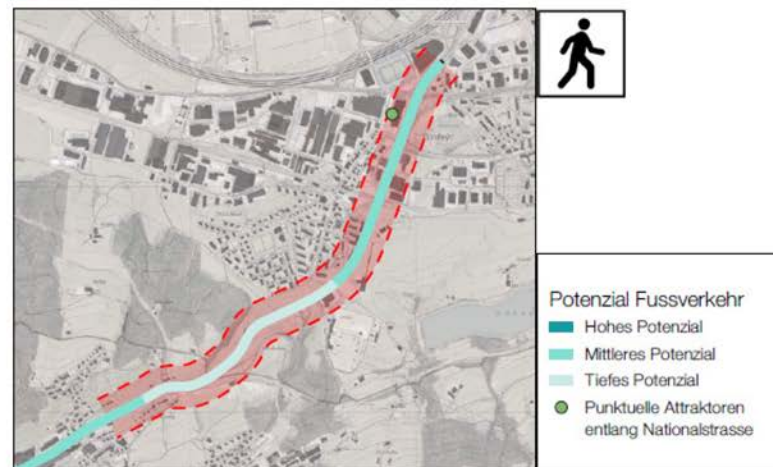 Potenzial Fussverkehr
Hohes Potenzial
Mittleres Potenzial
Tiefes Potenzial
Punktuelle Attraktoren
entlang Nationalstrasse